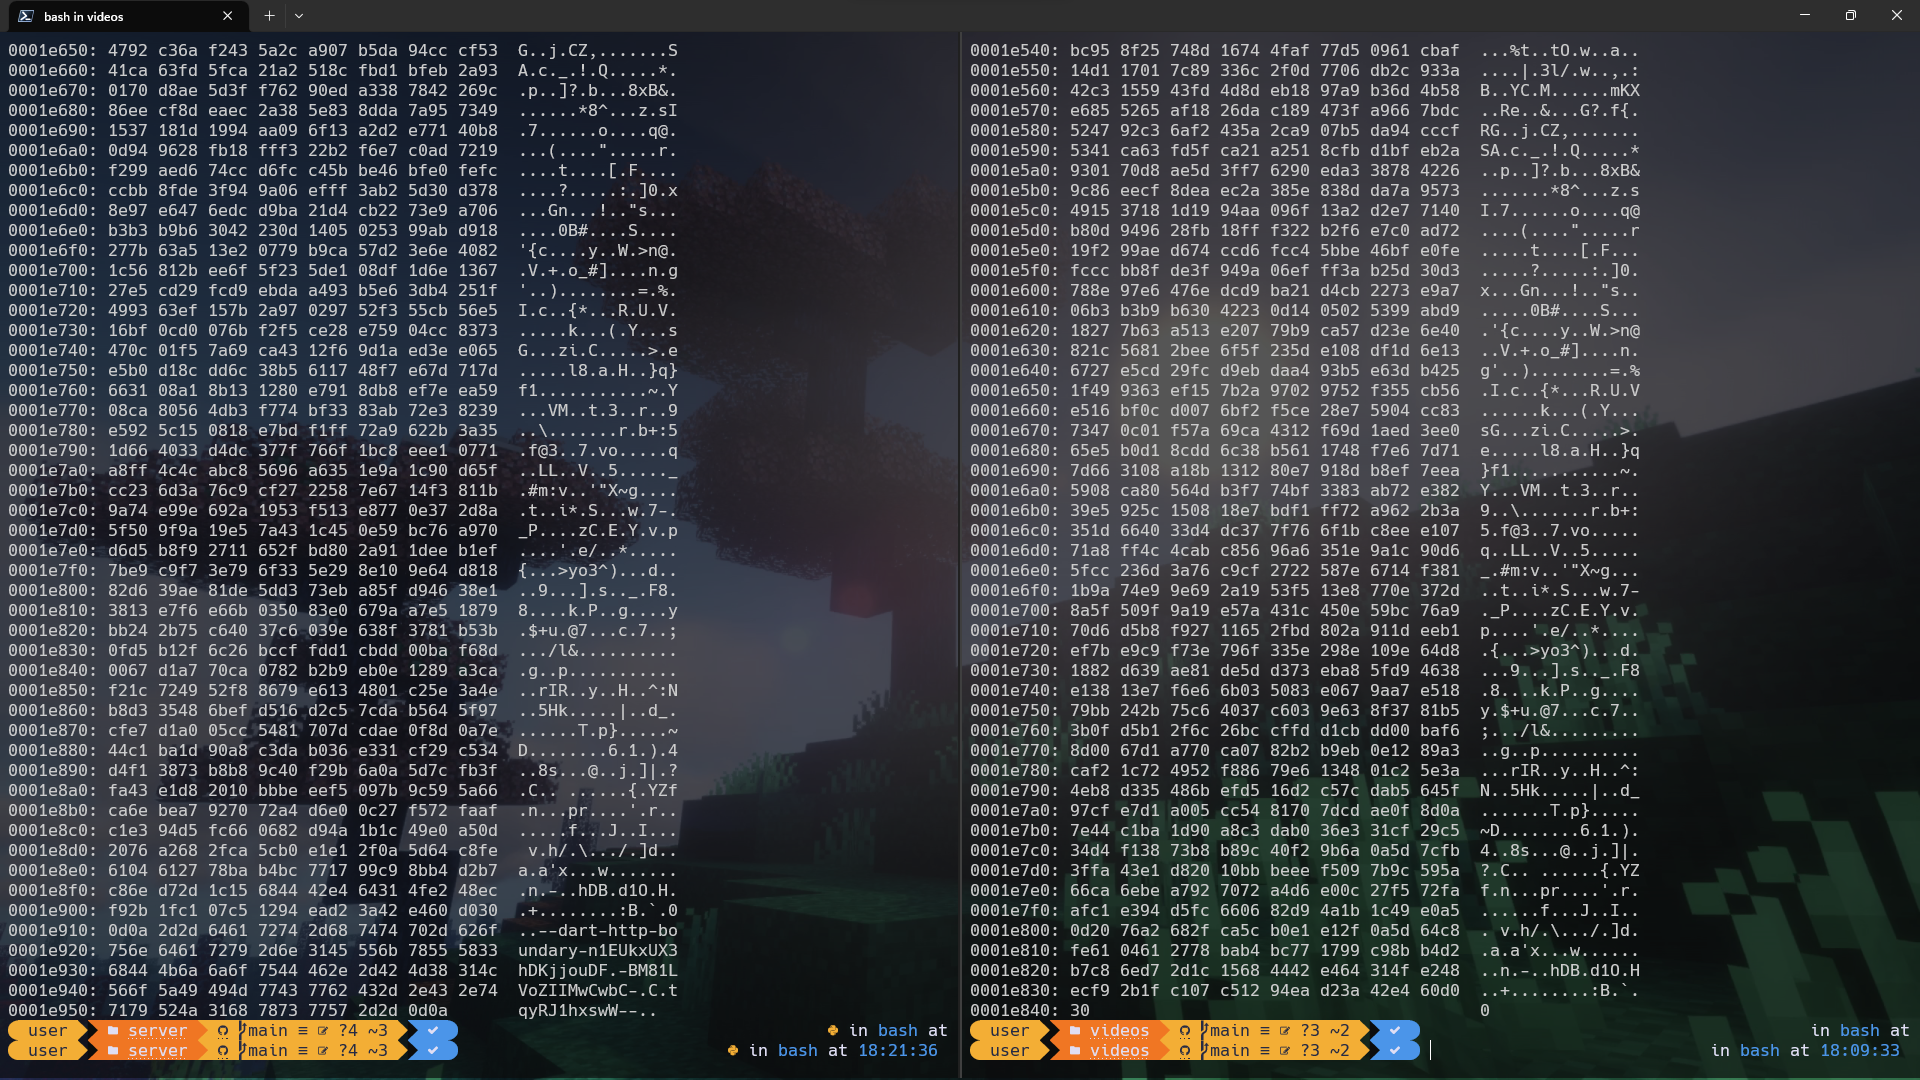 bash in videos
0001e650: 4792 c36a f243 5a2c a907 b5da 94cc cf53  G..j.CZ,.......S
0001e660: 41ca 63fd 5fca 21a2 518c fbd1 bfeb 2a93  A.c._.!.Q.....*.
0001e670: 0170 d8ae 5d3f f762 90ed a338 7842 269c  .p..]?.b...8xB&.
0001e680: 86ee cf8d eaec 2a38 5e83 8dda 7a95 7349  ......*8^...z.sI
0001e690: 1537 181d 1994 aa09 6f13 a2d2 e771 40b8  .7......o....q@.
0001e6a0: 0d94 9628 fb18 fff3 22b2 f6e7 c0ad 7219  ...(....".....r.
0001e6b0: f299 aed6 74cc d6fc c45b be46 bfe0 fefc  ....t....[.F....
0001e6c0: ccbb 8fde 3f94 9a06 efff 3ab2 5d30 d378  ....?.....:.]0.x
0001e6d0: 8e97 e647 6edc d9ba 21d4 cb22 73e9 a706  ...Gn...!.."s...
0001e6e0: b3b3 b9b6 3042 230d 1405 0253 99ab d918  ....0B#....S....
0001e6f0: 277b 63a5 13e2 0779 b9ca 57d2 3e6e 4082  '{c....y..W.>n@.
0001e700: 1c56 812b ee6f 5f23 5de1 08df 1d6e 1367  .V.+.o_#]....n.g
0001e710: 27e5 cd29 fcd9 ebda a493 b5e6 3db4 251f  '..)........=.%.
0001e720: 4993 63ef 157b 2a97 0297 52f3 55cb 56e5  I.c..{*...R.U.V.
0001e730: 16bf 0cd0 076b f2f5 ce28 e759 04cc 8373  .....k...(.Y...s
0001e740: 470c 01f5 7a69 ca43 12f6 9d1a ed3e e065  G...zi.C.....>.e
0001e750: e5b0 d18c dd6c 38b5 6117 48f7 e67d 717d  .....l8.a.H..}q}
0001e760: 6631 08a1 8b13 1280 e791 8db8 ef7e ea59  f1...........~.Y
0001e770: 08ca 8056 4db3 f774 bf33 83ab 72e3 8239  ...VM..t.3..r..9
0001e780: e592 5c15 0818 e7bd f1ff 72a9 622b 3a35  ..\.......r.b+:5
0001e790: 1d66 4033 d4dc 377f 766f 1bc8 eee1 0771  .f@3..7.vo.....q
0001e7a0: a8ff 4c4c abc8 5696 a635 1e9a 1c90 d65f  ..LL..V..5....._
0001e7b0: cc23 6d3a 76c9 cf27 2258 7e67 14f3 811b  .#m:v..'"X~g....
0001e7c0: 9a74 e99e 692a 1953 f513 e877 0e37 2d8a  .t..i*.S...w.7-.
0001e7d0: 5f50 9f9a 19e5 7a43 1c45 0e59 bc76 a970  _P....zC.E.Y.v.p
0001e7e0: d6d5 b8f9 2711 652f bd80 2a91 1dee b1ef  ....'.e/..*.....
0001e7f0: 7be9 c9f7 3e79 6f33 5e29 8e10 9e64 d818  {...>yo3^)...d..
0001e800: 82d6 39ae 81de 5dd3 73eb a85f d946 38e1  ..9...].s.._.F8.
0001e810: 3813 e7f6 e66b 0350 83e0 679a a7e5 1879  8....k.P..g....y
0001e820: bb24 2b75 c640 37c6 039e 638f 3781 b53b  .$+u.@7...c.7..;
0001e830: 0fd5 b12f 6c26 bccf fdd1 cbdd 00ba f68d  .../l&..........
0001e840: 0067 d1a7 70ca 0782 b2b9 eb0e 1289 a3ca  .g..p...........
0001e850: f21c 7249 52f8 8679 e613 4801 c25e 3a4e  ..rIR..y..H..^:N
0001e860: b8d3 3548 6bef d516 d2c5 7cda b564 5f97  ..5Hk.....|..d_.
0001e870: cfe7 d1a0 05cc 5481 707d cdae 0f8d 0a7e  ......T.p}.....~
0001e880: 44c1 ba1d 90a8 c3da b036 e331 cf29 c534  D........6.1.).4
0001e890: d4f1 3873 b8b8 9c40 f29b 6a0a 5d7c fb3f  ..8s...@..j.]|.?
0001e8a0: fa43 e1d8 2010 bbbe eef5 097b 9c59 5a66  .C.. ......{.YZf
0001e8b0: ca6e bea7 9270 72a4 d6e0 0c27 f572 faaf  .n...pr....'.r..
0001e8c0: c1e3 94d5 fc66 0682 d94a 1b1c 49e0 a50d  .....f...J..I...
0001e8d0: 2076 a268 2fca 5cb0 e1e1 2f0a 5d64 c8fe   v.h/.\.../.]d..
0001e8e0: 6104 6127 78ba b4bc 7717 99c9 8bb4 d2b7  a.a'x...w.......
0001e8f0: c86e d72d 1c15 6844 42e4 6431 4fe2 48ec  .n.-..hDB.d1O.H.
0001e900: f92b 1fc1 07c5 1294 ead2 3a42 e460 d030  .+........:B.`.0
0001e910: 0d0a 2d2d 6461 7274 2d68 7474 702d 626f  ..--dart-http-bo
0001e920: 756e 6461 7279 2d6e 3145 556b 7855 5833  undary-n1EUkxUX3
0001e930: 6844 4b6a 6a6f 7544 462e 2d42 4d38 314c  hDKjjouDF.-BM81L
0001e940: 566f 5a49 494d 7743 7762 432d 2e43 2e74  VoZIIMwCwbC-.C.t
0001e950: 7179 524a 3168 7873 7757 2d2d 0d0a       qyRJ1hxswW--..
user server main ≡ ?4 ~3 in bash at
user server main ≡ ?4 ~3 in bash at 18:21:36
0001e540: bc95 8f25 748d 1674 4faf 77d5 0961 cbaf  ...%t..tO.w..a..
0001e550: 14d1 1701 7c89 336c 2f0d 7706 db2c 933a  ....|.3l/.w..,.:
0001e560: 42c3 1559 43fd 4d8d eb18 97a9 b36d 4b58  B..YC.M......mKX
0001e570: e685 5265 af18 26da c189 473f a966 7bdc  ..Re..&...G?.f{.
0001e580: 5247 92c3 6af2 435a 2ca9 07b5 da94 cccf  RG..j.CZ,.......
0001e590: 5341 ca63 fd5f ca21 a251 8cfb d1bf eb2a  SA.c._.!.Q.....*
0001e5a0: 9301 70d8 ae5d 3ff7 6290 eda3 3878 4226  ..p..]?.b...8xB&
0001e5b0: 9c86 eecf 8dea ec2a 385e 838d da7a 9573  .......*8^...z.s
0001e5c0: 4915 3718 1d19 94aa 096f 13a2 d2e7 7140  I.7......o....q@
0001e5d0: b80d 9496 28fb 18ff f322 b2f6 e7c0 ad72  ....(....".....r
0001e5e0: 19f2 99ae d674 ccd6 fcc4 5bbe 46bf e0fe  .....t....[.F...
0001e5f0: fccc bb8f de3f 949a 06ef ff3a b25d 30d3  .....?.....:.]0.
0001e600: 788e 97e6 476e dcd9 ba21 d4cb 2273 e9a7  x...Gn...!.."s..
0001e610: 06b3 b3b9 b630 4223 0d14 0502 5399 abd9  .....0B#....S...
0001e620: 1827 7b63 a513 e207 79b9 ca57 d23e 6e40  .'{c....y..W.>n@
0001e630: 821c 5681 2bee 6f5f 235d e108 df1d 6e13  ..V.+.o_#]....n.
0001e640: 6727 e5cd 29fc d9eb daa4 93b5 e63d b425  g'..)........=.%
0001e650: 1f49 9363 ef15 7b2a 9702 9752 f355 cb56  .I.c..{*...R.U.V
0001e660: e516 bf0c d007 6bf2 f5ce 28e7 5904 cc83  ......k...(.Y...
0001e670: 7347 0c01 f57a 69ca 4312 f69d 1aed 3ee0  sG...zi.C.....>.
0001e680: 65e5 b0d1 8cdd 6c38 b561 1748 f7e6 7d71  e.....l8.a.H..}q
0001e690: 7d66 3108 a18b 1312 80e7 918d b8ef 7eea  }f1...........~.
0001e6a0: 5908 ca80 564d b3f7 74bf 3383 ab72 e382  Y...VM..t.3..r..
0001e6b0: 39e5 925c 1508 18e7 bdf1 ff72 a962 2b3a  9..\.......r.b+:
0001e6c0: 351d 6640 33d4 dc37 7f76 6f1b c8ee e107  5.f@3..7.vo.....
0001e6d0: 71a8 ff4c 4cab c856 96a6 351e 9a1c 90d6  q..LL..V..5.....
0001e6e0: 5fcc 236d 3a76 c9cf 2722 587e 6714 f381  _.#m:v..'"X~g...
0001e6f0: 1b9a 74e9 9e69 2a19 53f5 13e8 770e 372d  ..t..i*.S...w.7-
0001e700: 8a5f 509f 9a19 e57a 431c 450e 59bc 76a9  ._P....zC.E.Y.v.
0001e710: 70d6 d5b8 f927 1165 2fbd 802a 911d eeb1  p....'.e/..*....
0001e720: ef7b e9c9 f73e 796f 335e 298e 109e 64d8  .{...>yo3^)...d.
0001e730: 1882 d639 ae81 de5d d373 eba8 5fd9 4638  ...9...].s.._.F8
0001e740: e138 13e7 f6e6 6b03 5083 e067 9aa7 e518  .8....k.P..g....
0001e750: 79bb 242b 75c6 4037 c603 9e63 8f37 81b5  y.$+u.@7...c.7..
0001e760: 3b0f d5b1 2f6c 26bc cffd d1cb dd00 baf6  ;.../l&.........
0001e770: 8d00 67d1 a770 ca07 82b2 b9eb 0e12 89a3  ..g..p..........
0001e780: caf2 1c72 4952 f886 79e6 1348 01c2 5e3a  ...rIR..y..H..^:
0001e790: 4eb8 d335 486b efd5 16d2 c57c dab5 645f  N..5Hk.....|..d_
0001e7a0: 97cf e7d1 a005 cc54 8170 7dcd ae0f 8d0a  .......T.p}.....
0001e7b0: 7e44 c1ba 1d90 a8c3 dab0 36e3 31cf 29c5  ~D........6.1.).
0001e7c0: 34d4 f138 73b8 b89c 40f2 9b6a 0a5d 7cfb  4..8s...@..j.]|.
0001e7d0: 3ffa 43e1 d820 10bb beee f509 7b9c 595a  ?.C.. ......{.YZ
0001e7e0: 66ca 6ebe a792 7072 a4d6 e00c 27f5 72fa  f.n...pr....'.r.
0001e7f0: afc1 e394 d5fc 6606 82d9 4a1b 1c49 e0a5  ......f...J..I..
0001e800: 0d20 76a2 682f ca5c b0e1 e12f 0a5d 64c8  . v.h/.\.../.]d.
0001e810: fe61 0461 2778 bab4 bc77 1799 c98b b4d2  .a.a'x...w......
0001e820: b7c8 6ed7 2d1c 1568 4442 e464 314f e248  ..n.-..hDB.d1O.H
0001e830: ecf9 2b1f c107 c512 94ea d23a 42e4 60d0  ..+........:B.`.
0001e840: 30                                       0
user videos main ≡ ?3 ~2 in bash at
user videos main ≡ ?3 ~2 in bash at 18:09:33